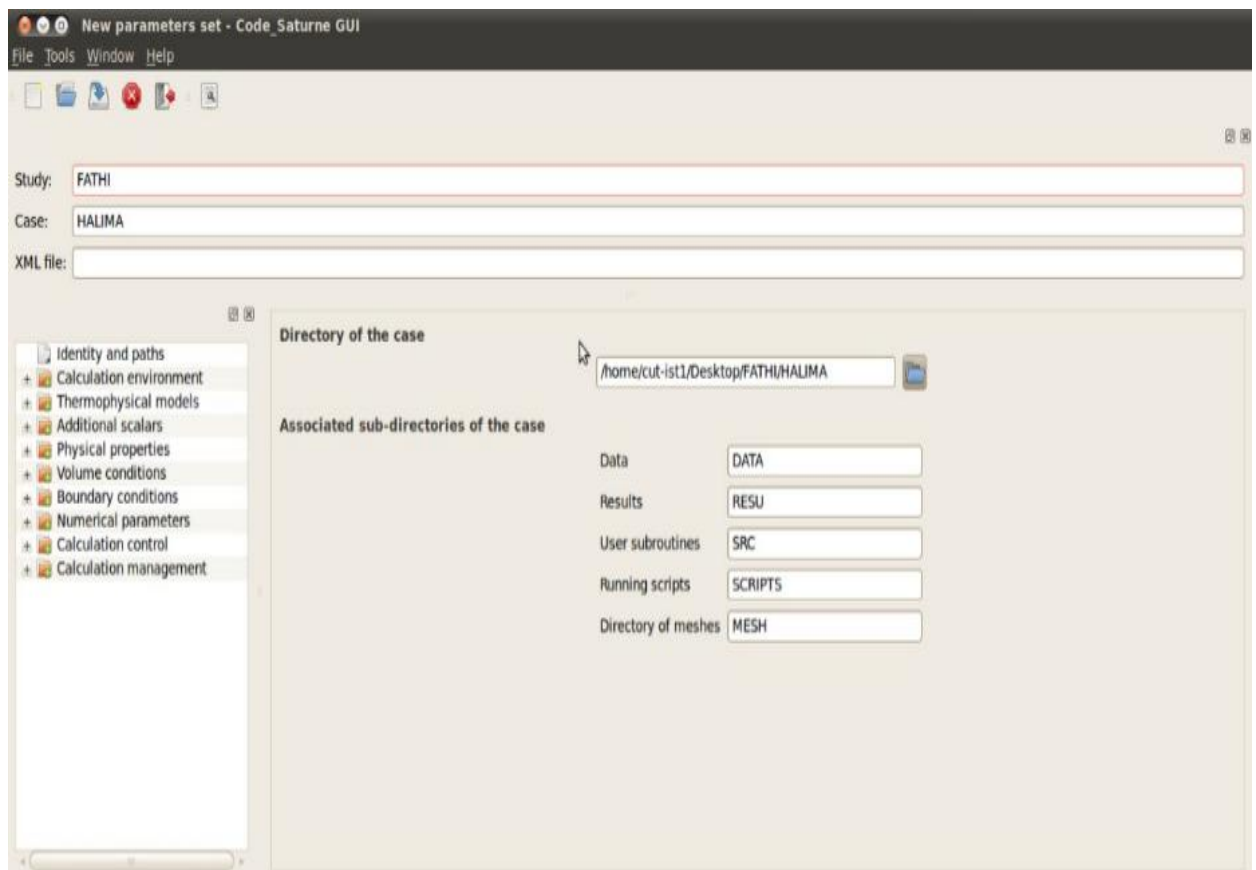 New parameters set - Code_Saturne GUI
File Tools Window Help
Study: FATHI
Case: HALIMA
XML file:
Identity and paths
Calculation environment
Thermophysical models
Additional scalars
Physical properties
Volume conditions
Boundary conditions
Numerical parameters
Calculation control
Calculation management
Directory of the case
/home/cut-ist1/Desktop/FATHI/HALIMA
Associated sub-directories of the case
Data DATA
Results RESU
User subroutines SRC
Running scripts SCRIPTS
Directory of meshes MESH